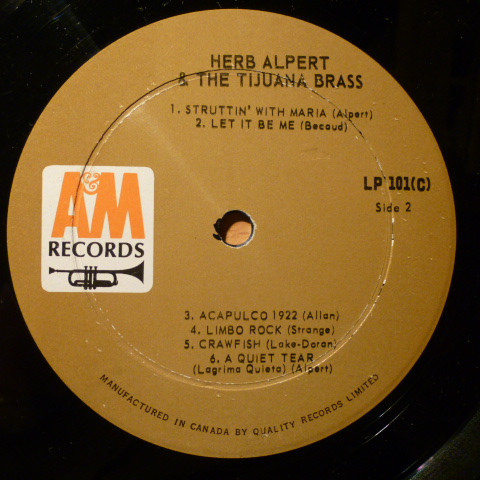 HERB ALPERT
& THE TIJUANA BRASS
1. STRUTTIN' WITH MARIA (Alpert)
2. LET IT BE ME (Becaud)
LP 101(C)
Side 2
A&M
RECORDS
3. ACAPULCO 1922 (Allan)
4. LIMBO ROCK (Strange)
5. CRAWFISH (Lake-Doran)
6. A QUIET TEAR
(Lagrima Quieta) (Alpert)
MANUFACTURED IN CANADA BY QUALITY RECORDS LIMITED